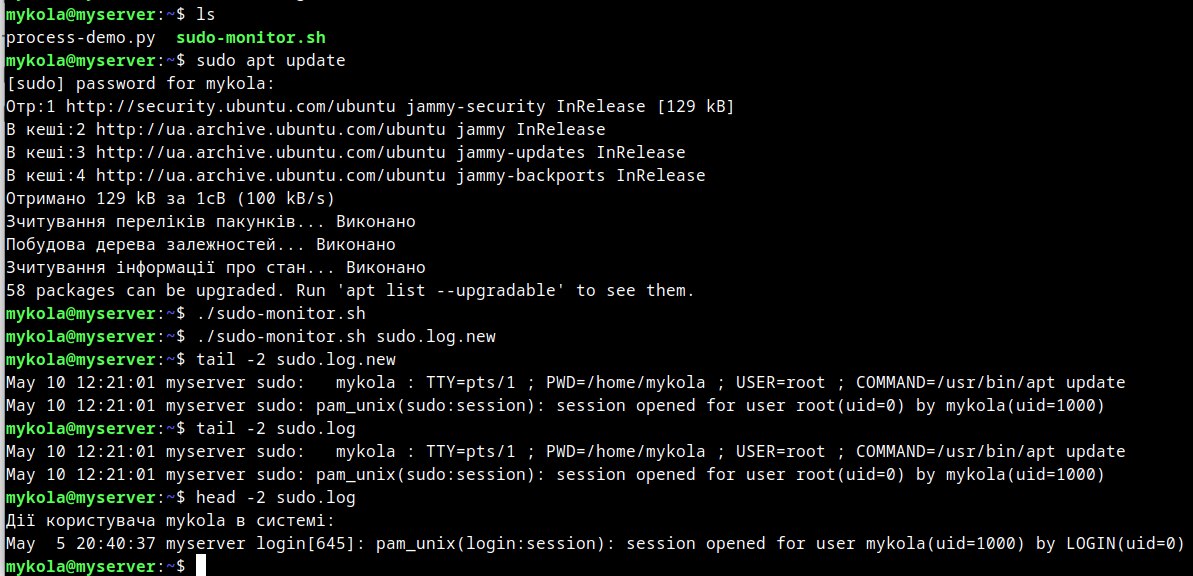 mykola@myserver:~$ ls
process-demo.py  sudo-monitor.sh
mykola@myserver:~$ sudo apt update
[sudo] password for mykola:
Отр:1 http://security.ubuntu.com/ubuntu jammy-security InRelease [129 kB]
В кеші:2 http://ua.archive.ubuntu.com/ubuntu jammy InRelease
В кеші:3 http://ua.archive.ubuntu.com/ubuntu jammy-updates InRelease
В кеші:4 http://ua.archive.ubuntu.com/ubuntu jammy-backports InRelease
Отримано 129 kB за 1сВ (100 kB/s)
Зчитування переліків пакунків... Виконано
Побудова дерева залежностей... Виконано
Зчитування інформації про стан... Виконано
58 packages can be upgraded. Run 'apt list --upgradable' to see them.
mykola@myserver:~$ ./sudo-monitor.sh
mykola@myserver:~$ ./sudo-monitor.sh sudo.log.new
mykola@myserver:~$ tail -2 sudo.log.new
May 10 12:21:01 myserver sudo:   mykola : TTY=pts/1 ; PWD=/home/mykola ; USER=root ; COMMAND=/usr/bin/apt update
May 10 12:21:01 myserver sudo: pam_unix(sudo:session): session opened for user root(uid=0) by mykola(uid=1000)
mykola@myserver:~$ tail -2 sudo.log
May 10 12:21:01 myserver sudo:   mykola : TTY=pts/1 ; PWD=/home/mykola ; USER=root ; COMMAND=/usr/bin/apt update
May 10 12:21:01 myserver sudo: pam_unix(sudo:session): session opened for user root(uid=0) by mykola(uid=1000)
mykola@myserver:~$ head -2 sudo.log
Дії користувача mykola в системі:
May  5 20:40:37 myserver login[645]: pam_unix(login:session): session opened for user mykola(uid=1000) by LOGIN(uid=0)
mykola@myserver:~$